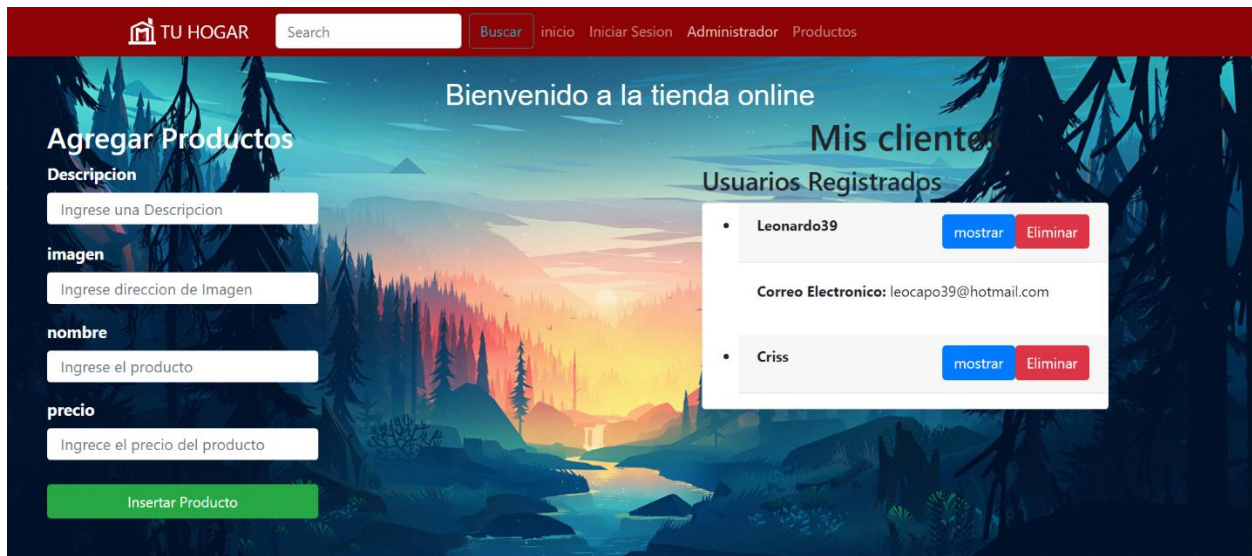 TU HOGAR Search Buscar inicio Iniciar Sesion Administrador Productos
Bienvenido a la tienda online
Agregar Productos
Descripcion
Ingrese una Descripcion
imagen
Ingrese direccion de Imagen
nombre
Ingrese el producto
precio
Ingrece el precio del producto
Insertar Producto
Mis clientes
Usuarios Registrados
Leonardo39 mostrar Eliminar
Correo Electronico: leocapo39@hotmail.com
Criss mostrar Eliminar